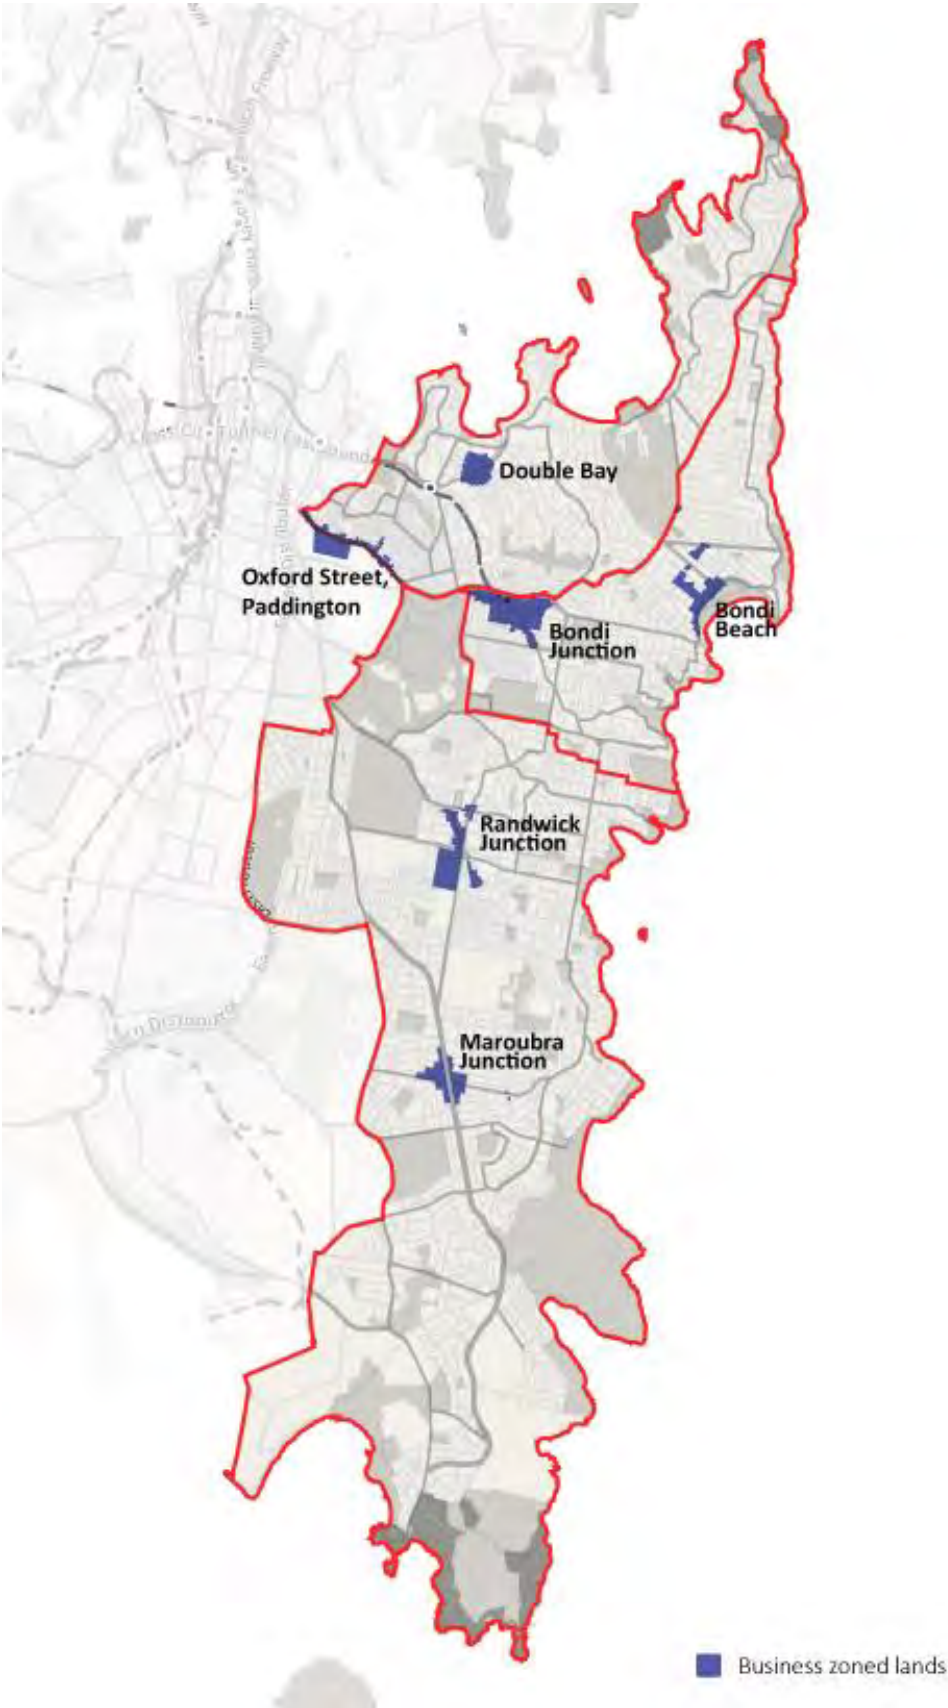 Double Bay
Oxford Street,
Paddington
Bondi
Beach
Bondi
Junction
Randwick
Junction
Maroubra
Junction
Business zoned lands